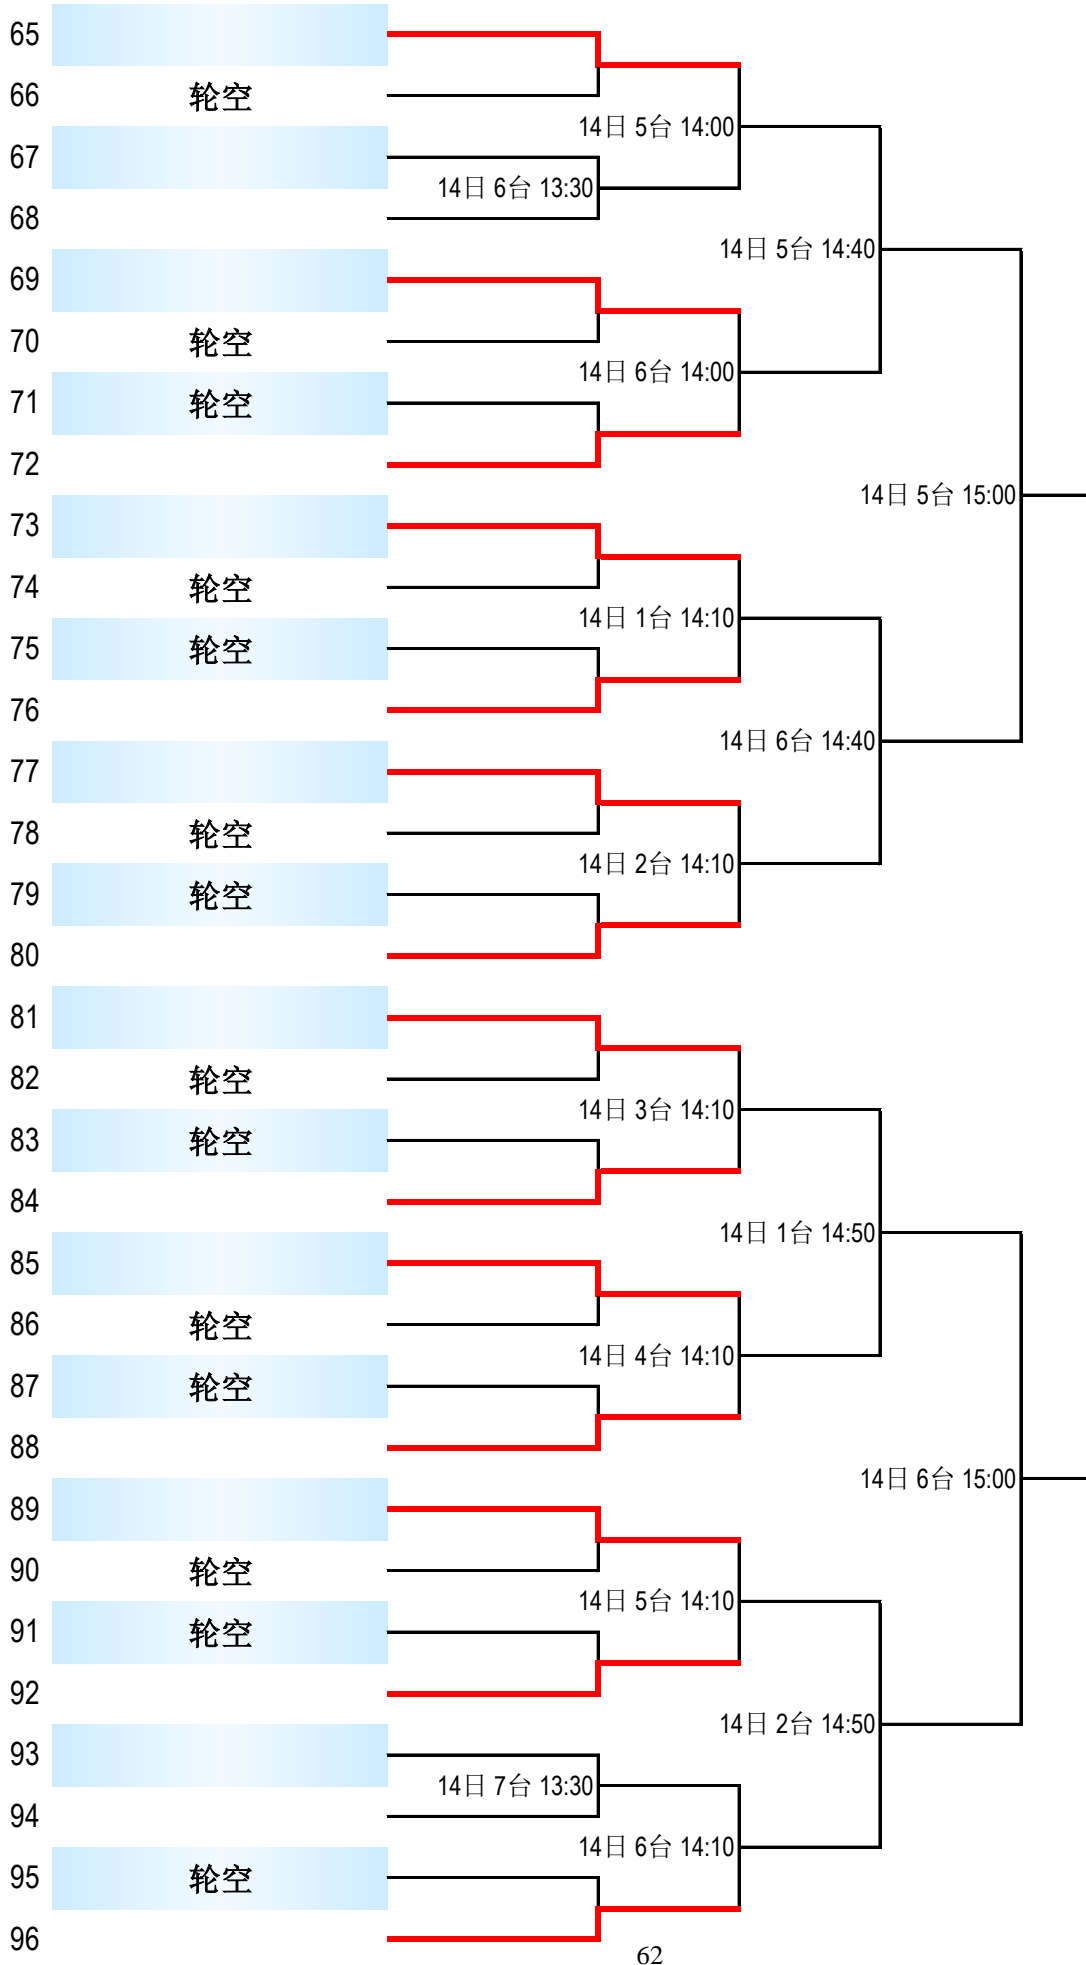 65
66 轮空
14日 5台 14:00
67
14日 6台 13:30
68
14日 5台 14:40
69
70 轮空
14日 6台 14:00
71 轮空
72
14日 5台 15:00
73
74 轮空
14日 1台 14:10
75 轮空
76
14日 6台 14:40
77
78 轮空
14日 2台 14:10
79 轮空
80
81
82 轮空
14日 3台 14:10
83 轮空
84
14日 1台 14:50
85
86 轮空
14日 4台 14:10
87 轮空
88
14日 6台 15:00
89
90 轮空
14日 5台 14:10
91 轮空
92
14日 2台 14:50
93
14日 7台 13:30
94
14日 6台 14:10
95 轮空
96
62